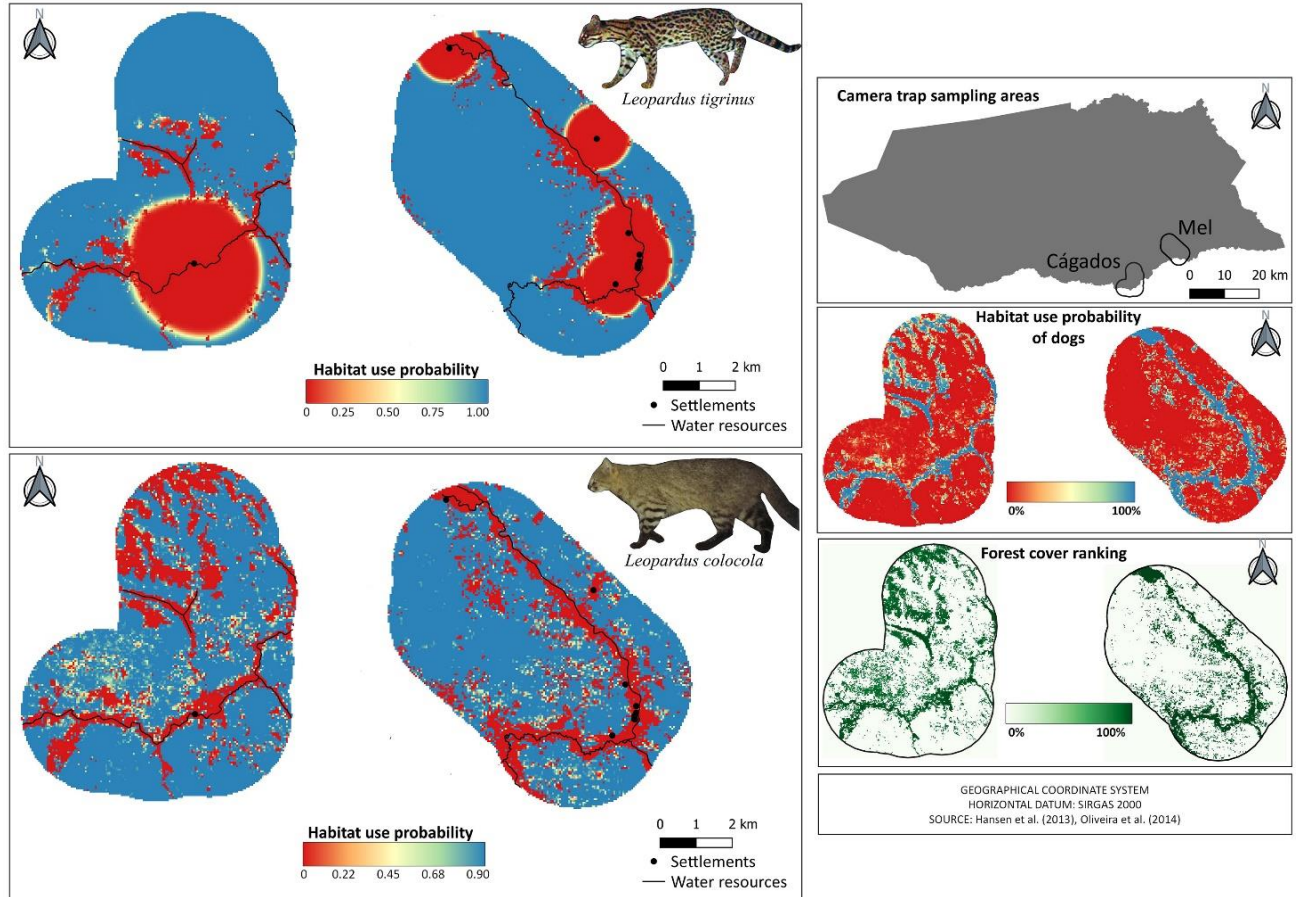 N
Leopardus tigrinus
Habitat use probability
0 0.25 0.50 0.75 1.00
0 1 2 km
Settlements
Water resources
N
Leopardus colocola
Habitat use probability
0 0.22 0.45 0.68 0.90
0 1 2 km
Settlements
Water resources
Camera trap sampling areas
N
Mel
Cágados
0 10 20 km
Habitat use probability
of dogs
N
0% 100%
Forest cover ranking
N
0% 100%
GEOGRAPHICAL COORDINATE SYSTEM
HORIZONTAL DATUM: SIRGAS 2000
SOURCE: Hansen et al. (2013), Oliveira et al. (2014)